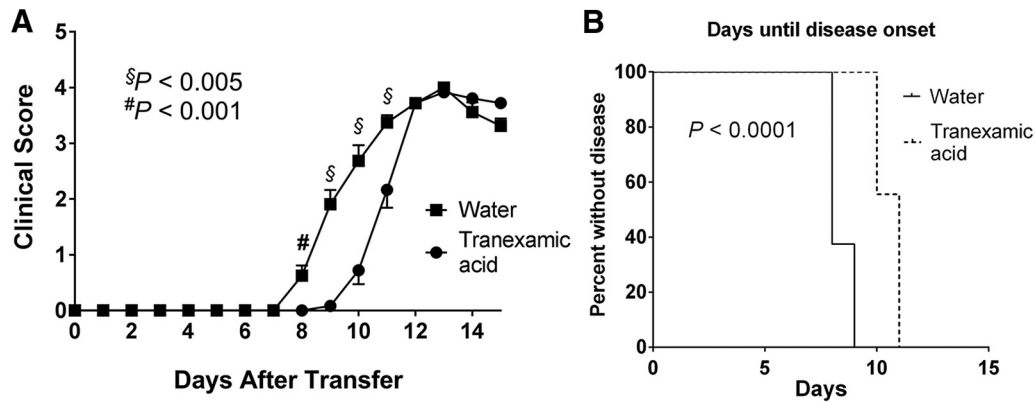 A
5
4
3
2
1
0
Clinical Score
§P < 0.005
#P < 0.001
#
§
§
§
Water
Tranexamic
acid
0 2 4 6 8 10 12 14
Days After Transfer
B
Days until disease onset
100
80
60
40
20
0
Percent without disease
P < 0.0001
Water
Tranexamic
acid
0 5 10 15
Days